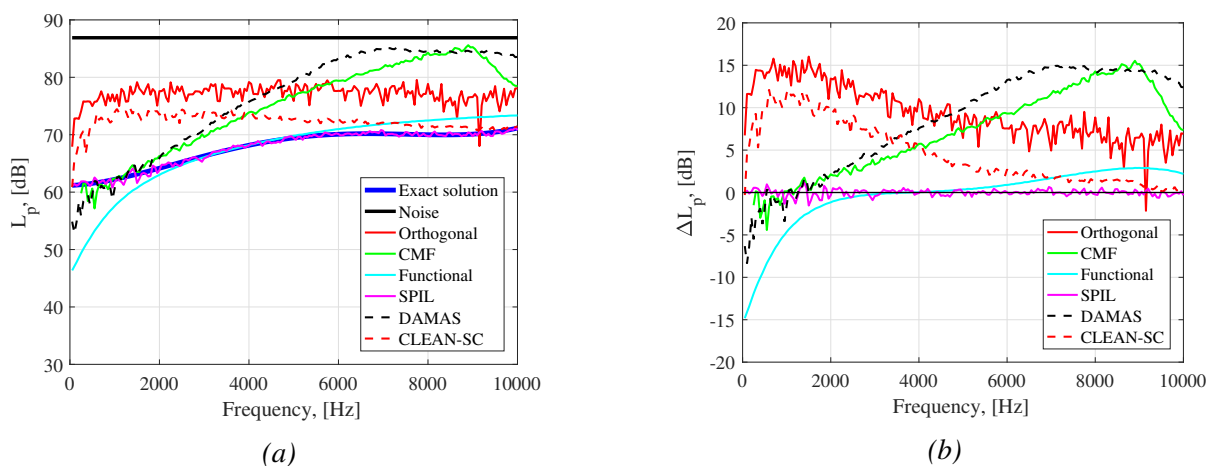 90
80
70
60
50
40
30
L_p, [dB]
0 2000 4000 6000 8000 10000
Frequency, [Hz]
Exact solution
Noise
Orthogonal
CMF
Functional
SPIL
DAMAS
CLEAN-SC
(a)
20
15
10
5
0
-5
-10
-15
-20
ΔL_p, [dB]
0 2000 4000 6000 8000 10000
Frequency, [Hz]
Orthogonal
CMF
Functional
SPIL
DAMAS
CLEAN-SC
(b)